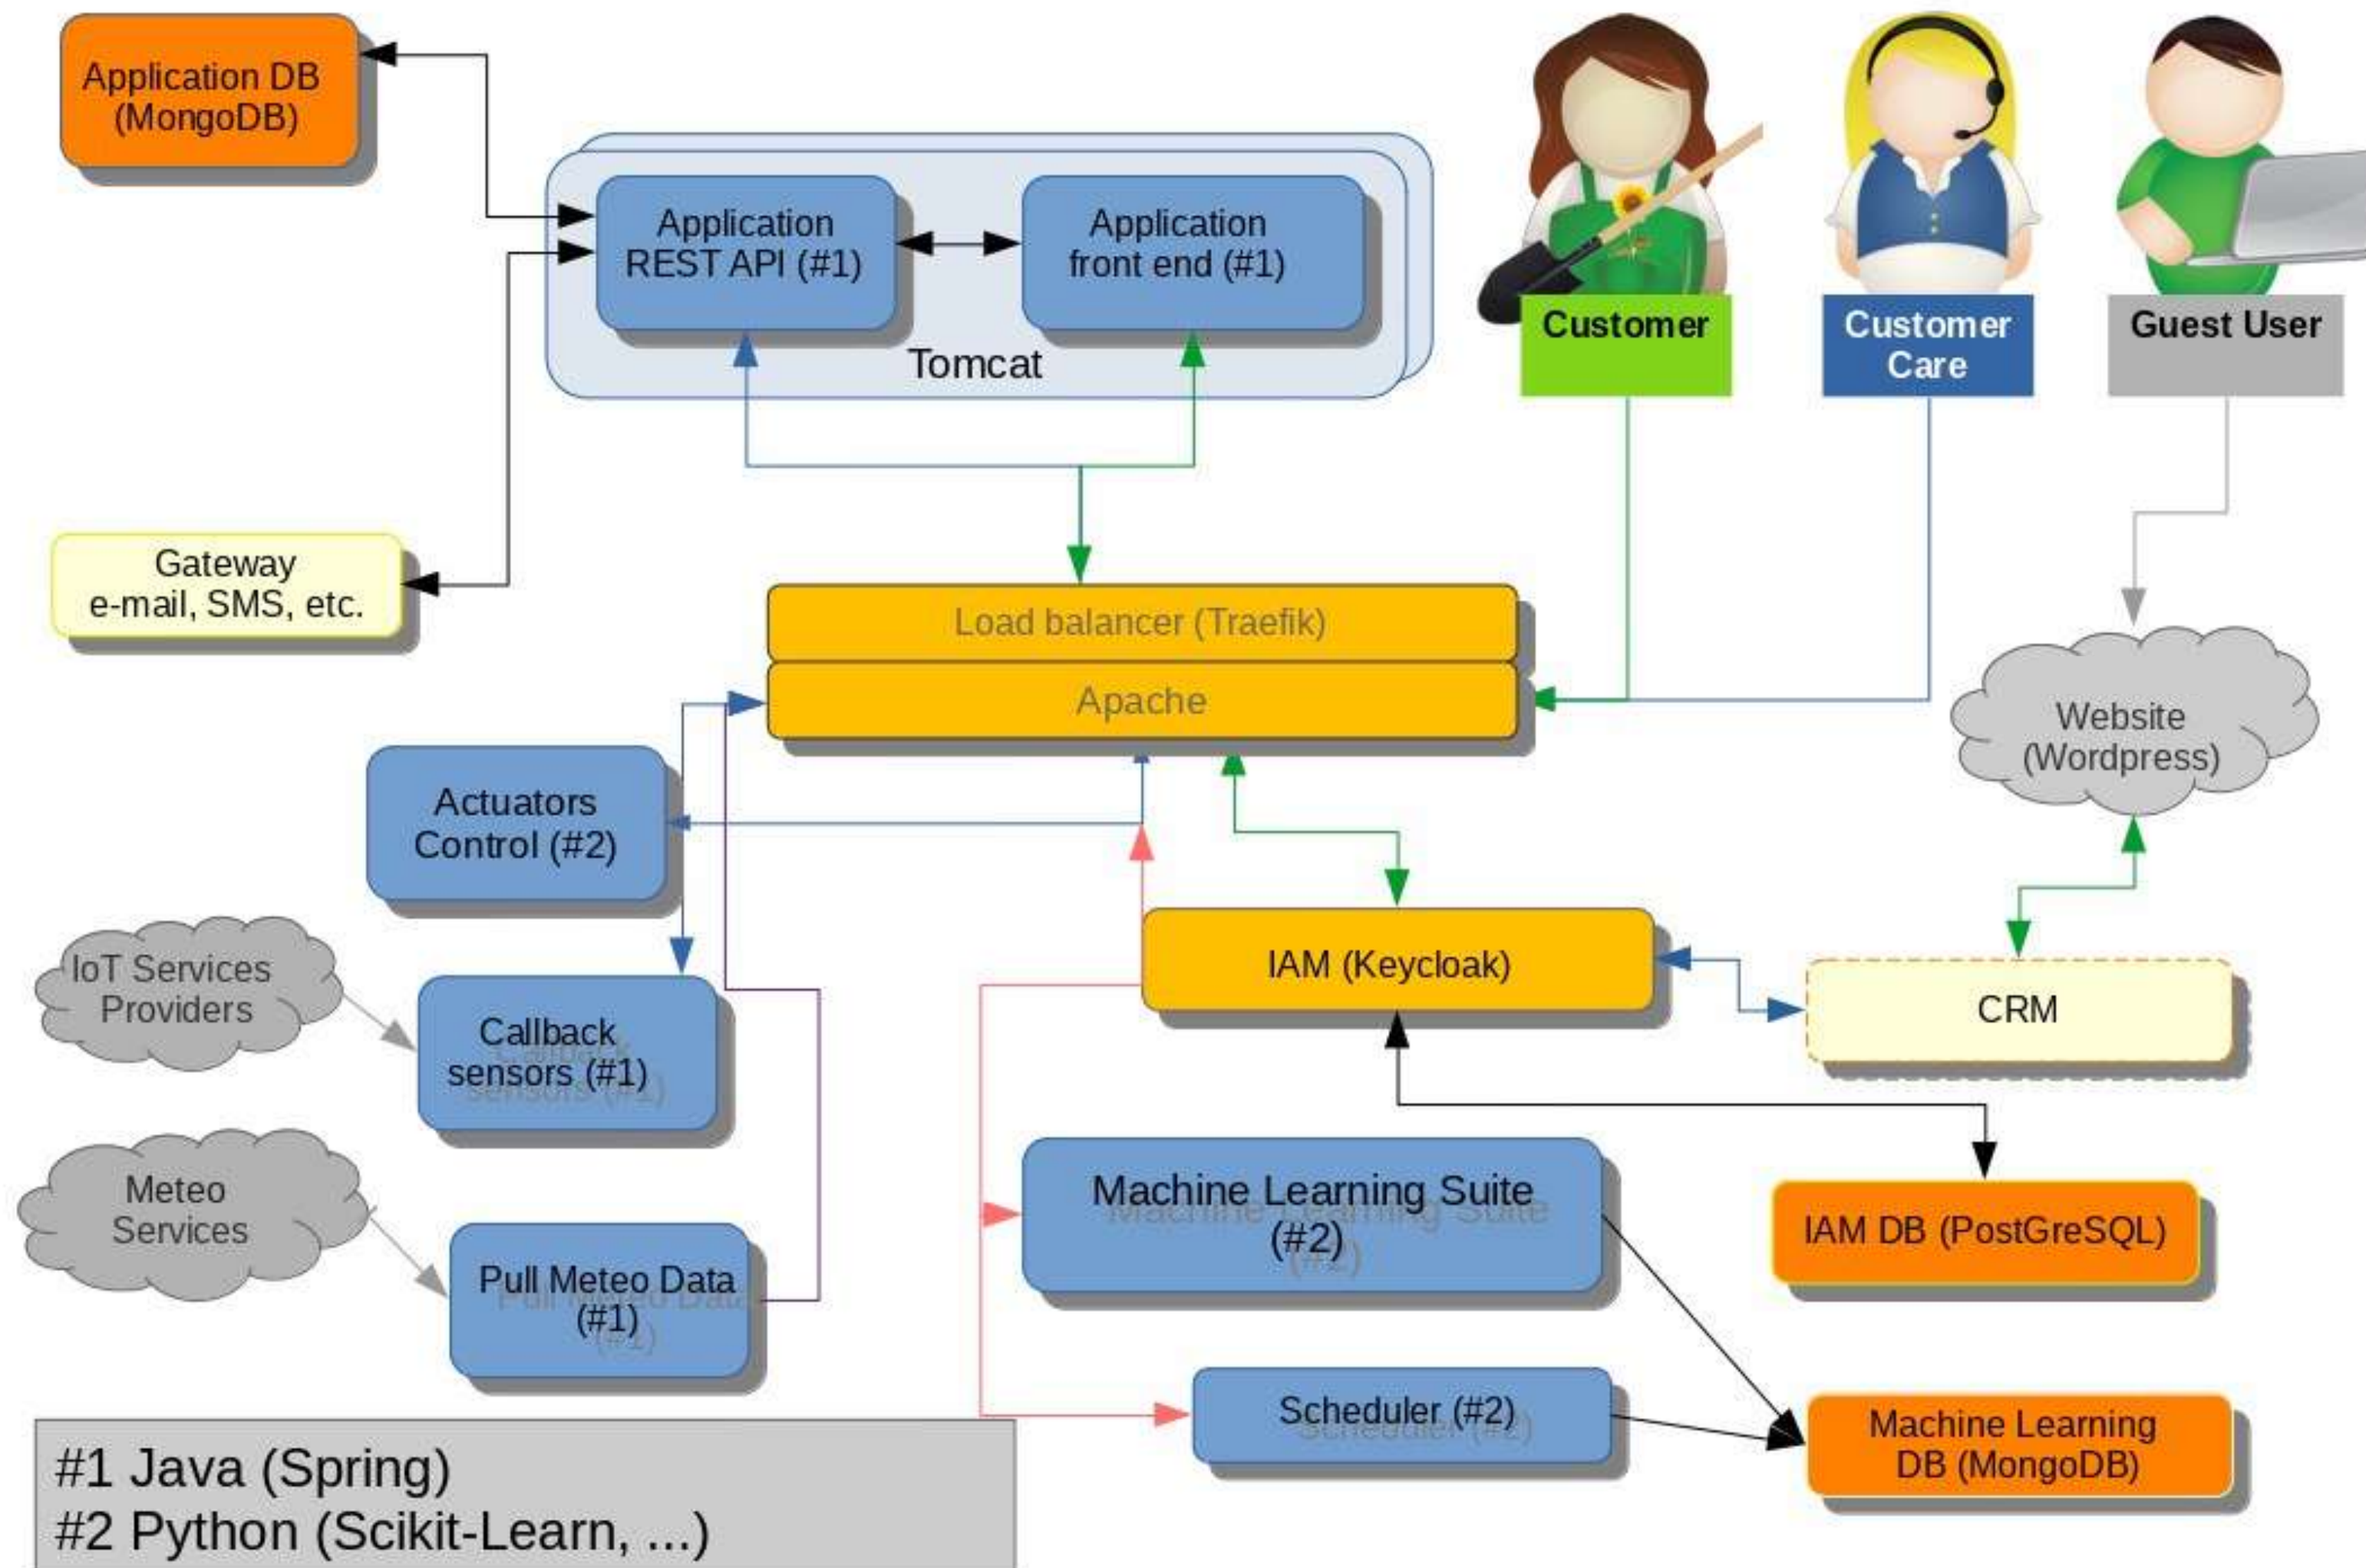 Application DB
(MongoDB)
Application
REST API (#1)
Application
front end (#1)
Tomcat
Customer
Customer
Care
Guest User
Gateway
e-mail, SMS, etc.
Load balancer (Traefik)
Apache
Website
(Wordpress)
Actuators
Control (#2)
IoT Services
Providers
Callback
sensors (#1)
IAM (Keycloak)
CRM
Meteo
Services
Pull Meteo Data
(#1)
Machine Learning Suite
(#2)
IAM DB (PostGreSQL)
Scheduler (#2)
Machine Learning
DB (MongoDB)
#1 Java (Spring)
#2 Python (Scikit-Learn, ...)